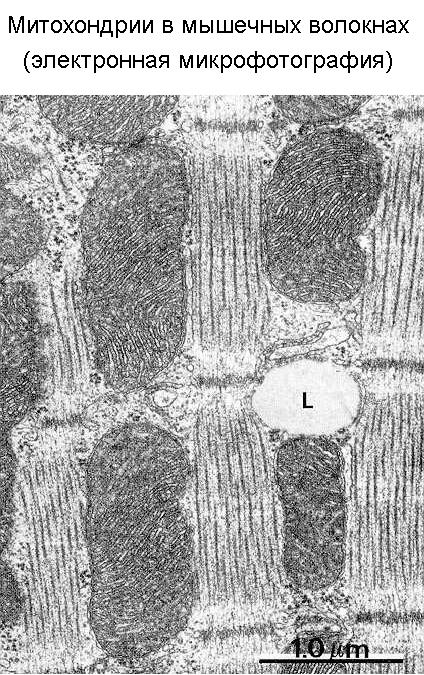 Митохондрии в мышечных волокнах
(электронная микрофотография)
L
1.0 μm